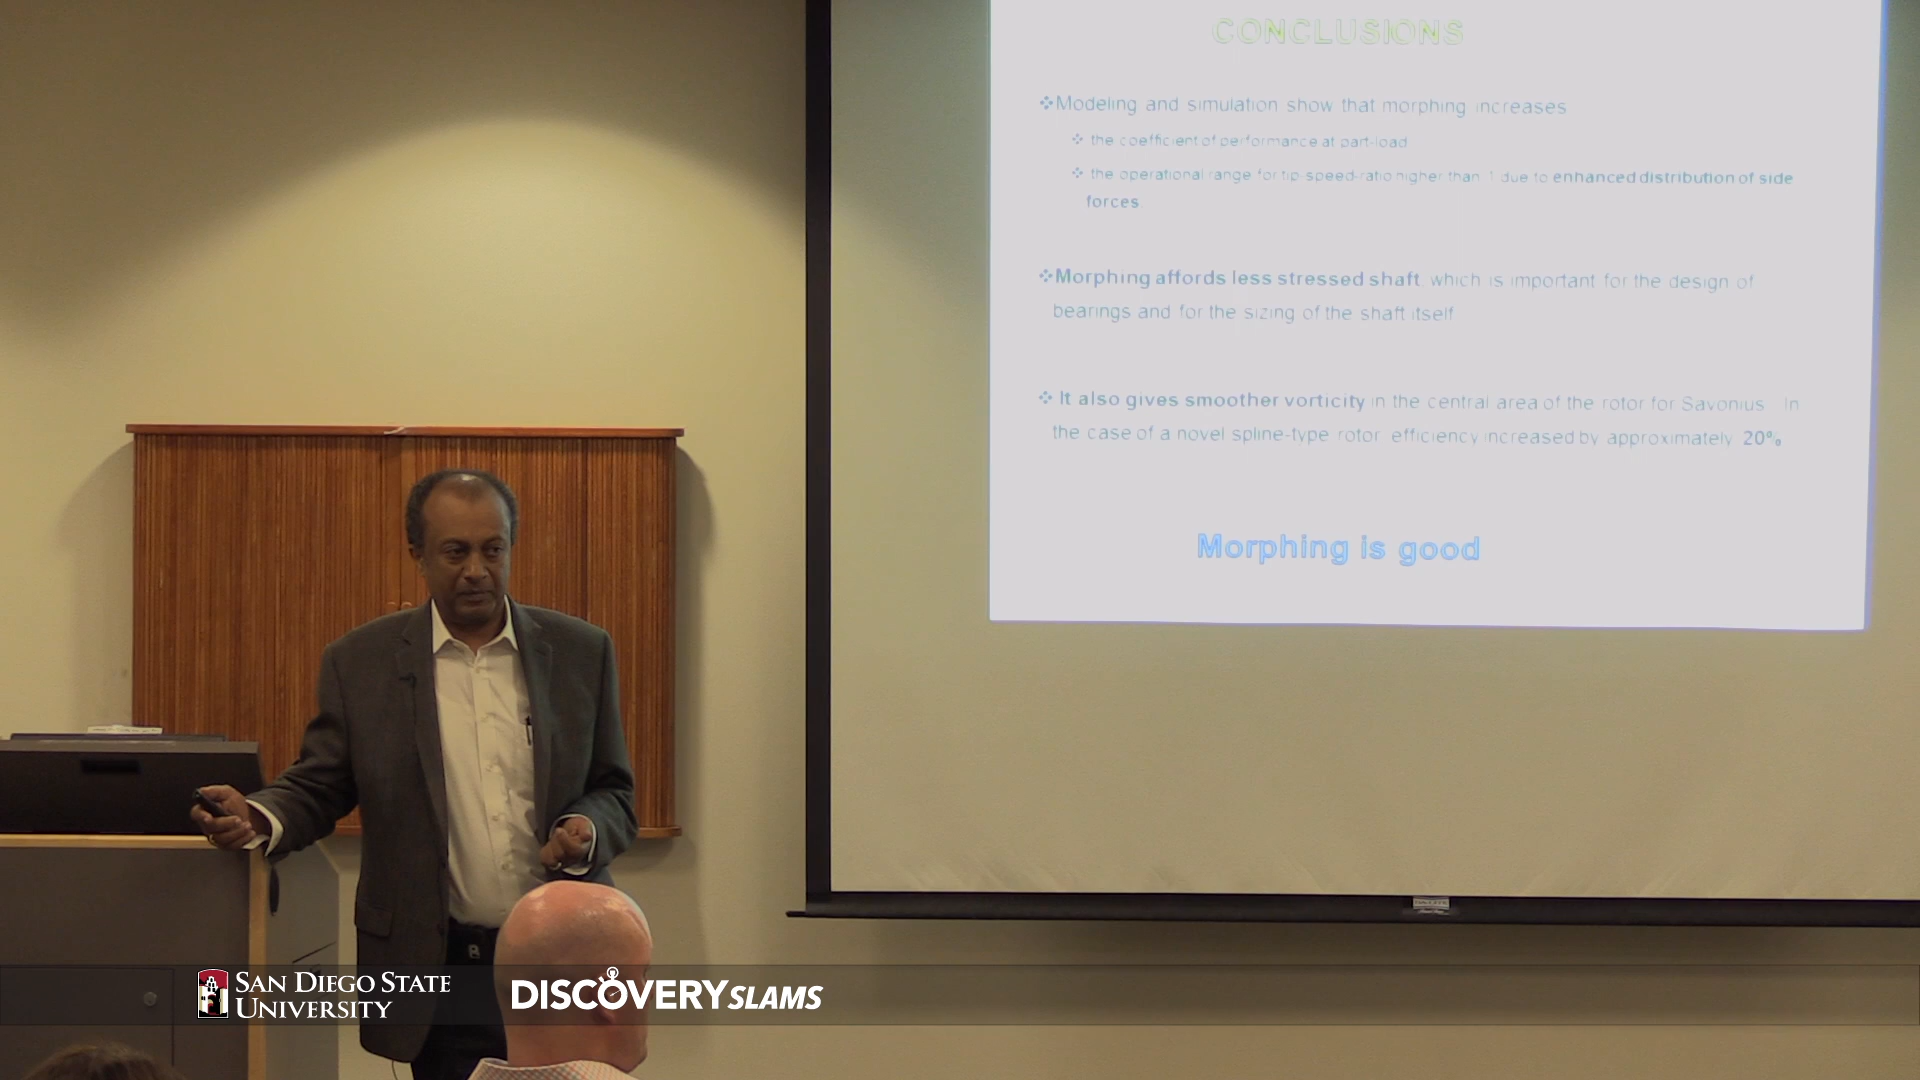 CONCLUSIONS
❖Modeling and simulation show that morphing increases
❖ the coefficient of performance at part-load
❖ the operational range for tip-speed-ratio higher than 1 due to enhanced distribution of side
forces
❖Morphing affords less stressed shaft which is important for the design of
bearings and for the sizing of the shaft itself
❖ It also gives smoother vorticity in the central area of the rotor for Savonius In
the case of a novel spline-type rotor efficiency increased by approximately 20%
Morphing is good
SAN DIEGO STATE
UNIVERSITY
DISCOVERY SLAMS